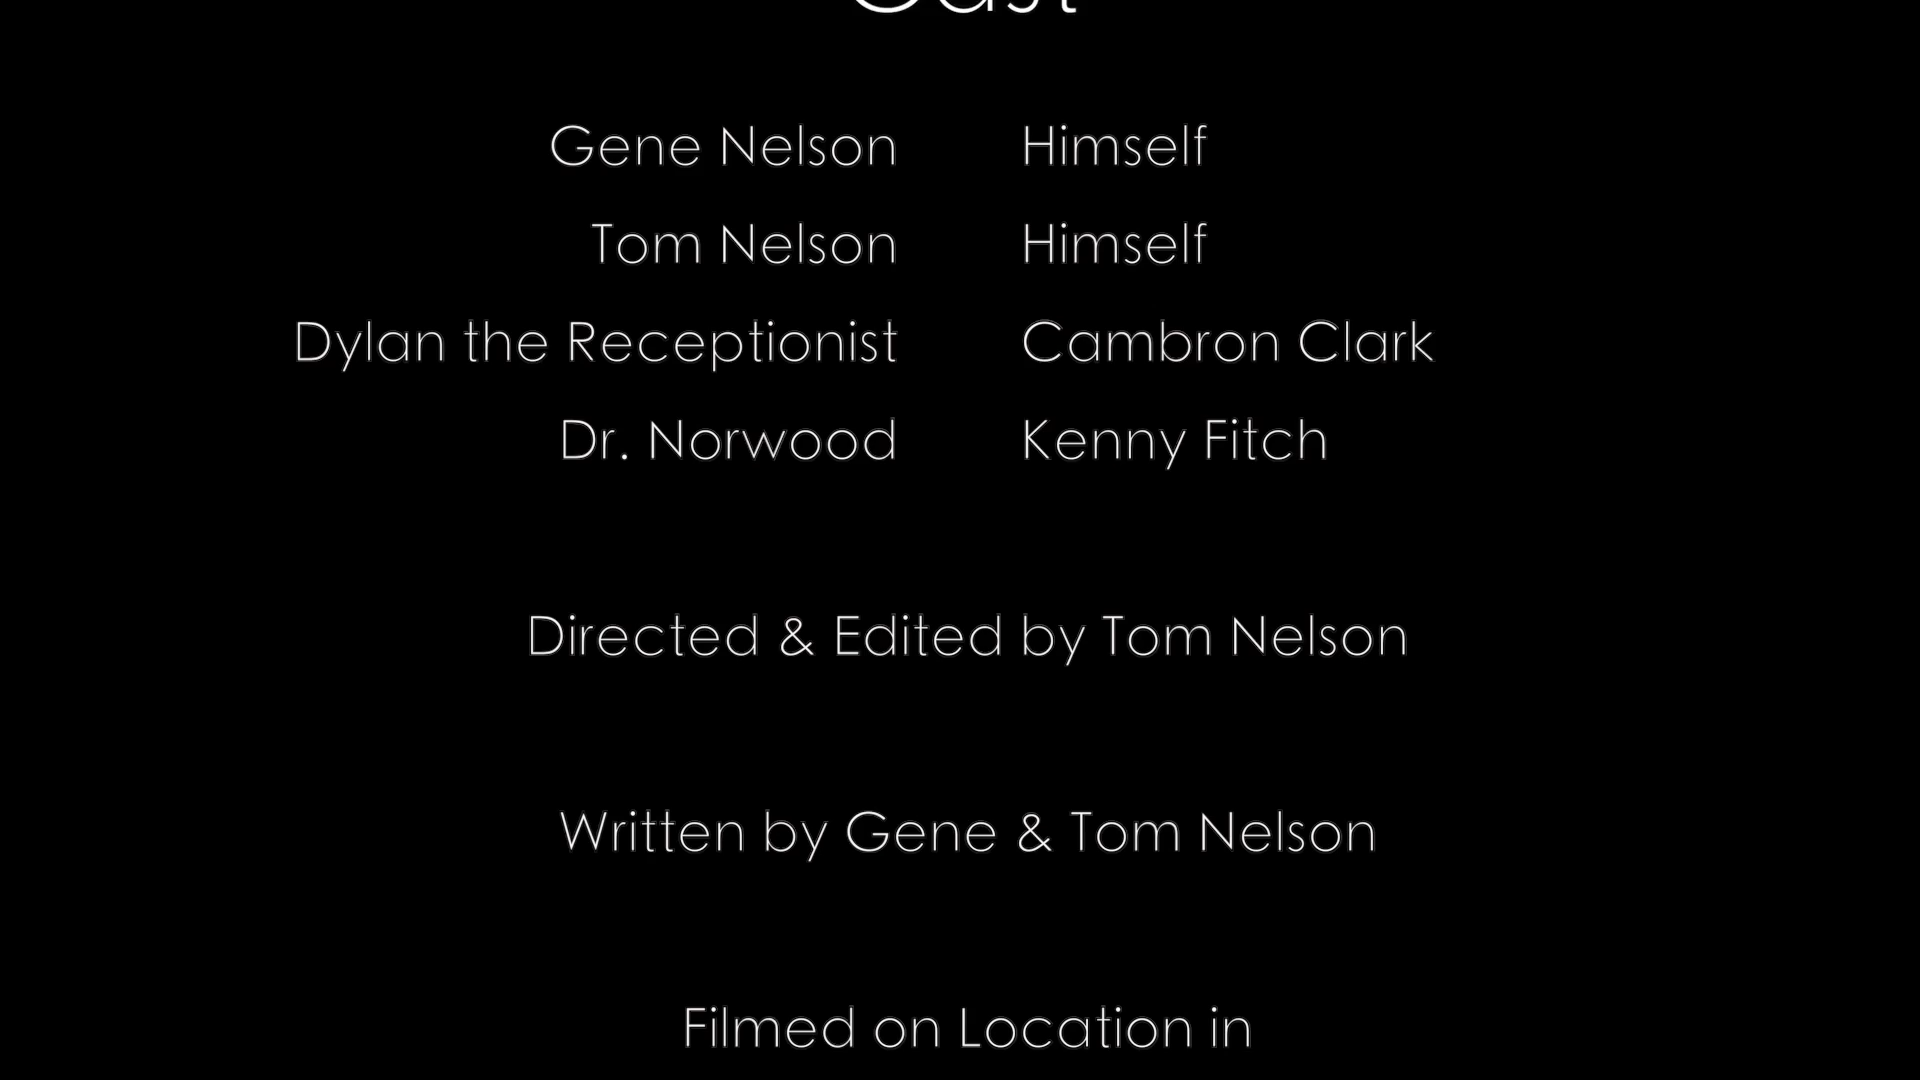 Cast
Gene Nelson Himself
Tom Nelson Himself
Dylan the Receptionist Cambron Clark
Dr. Norwood Kenny Fitch
Directed & Edited by Tom Nelson
Written by Gene & Tom Nelson
Filmed on Location in